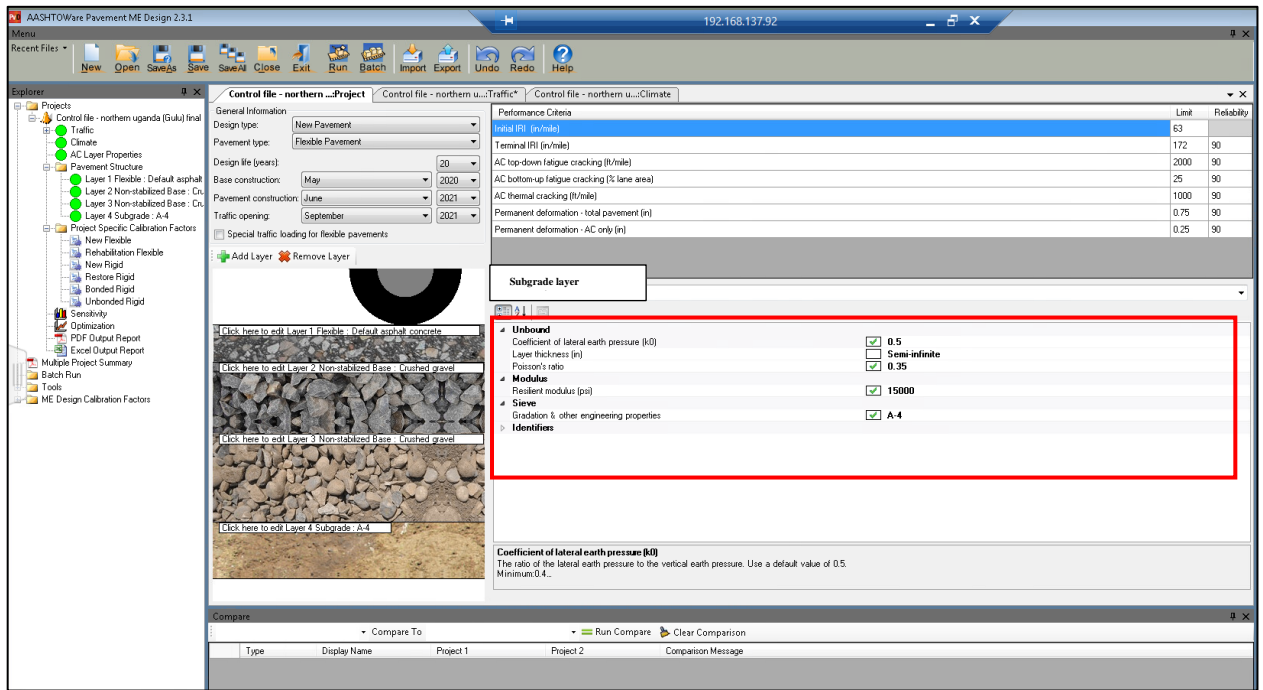 AASHTOWare Pavement ME Design 2.3.1
192.168.137.92
Menu
Recent Files
New Open SaveAs Save SaveAll Close Exit Run Batch Import Export Undo Redo Help
Explorer
Projects
Control file - northern uganda (Gulu) final
Traffic
Climate
AC Layer Properties
Pavement Structure
Layer 1 Flexible : Default asphalt
Layer 2 Non-stabilized Base : Cru
Layer 3 Non-stabilized Base : Cru
Layer 4 Subgrade : A-4
Project Specific Calibration Factors
New Flexible
Rehabilitation Flexible
New Rigid
Restore Rigid
Bonded Rigid
Unbonded Rigid
Sensitivity
Optimization
PDF Output Report
Excel Output Report
Multiple Project Summary
Batch Run
Tools
ME Design Calibration Factors
Control file - northern ...:Project Control file - northern u...:Traffic* Control file - northern u...:Climate
General Information
Design type: New Pavement
Pavement type: Flexible Pavement
Design life (years): 20
Base construction: May 2020
Pavement construction: June 2021
Traffic opening: September 2021
Special traffic loading for flexible pavements
Add Layer Remove Layer
Click here to edit Layer 1 Flexible : Default asphalt concrete
Click here to edit Layer 2 Non-stabilized Base : Crushed gravel
Click here to edit Layer 3 Non-stabilized Base : Crushed gravel
Click here to edit Layer 4 Subgrade : A-4
Performance Criteria Limit Reliability
Initial IRI (in/mile) 63
Terminal IRI (in/mile) 172 90
AC top-down fatigue cracking (ft/mile) 2000 90
AC bottom-up fatigue cracking (% lane area) 25 90
AC thermal cracking (ft/mile) 1000 90
Permanent deformation - total pavement (in) 0.75 90
Permanent deformation - AC only (in) 0.25 90
Subgrade layer
Unbound
Coefficient of lateral earth pressure (k0) 0.5
Layer thickness (in) Semi-infinite
Poisson's ratio 0.35
Modulus
Resilient modulus (psi) 15000
Sieve
Gradation & other engineering properties A-4
Identifiers
Coefficient of lateral earth pressure (k0)
The ratio of the lateral earth pressure to the vertical earth pressure. Use a default value of 0.5.
Minimum:0.4...
Compare
Compare To Run Compare Clear Comparison
Type Display Name Project 1 Project 2 Comparison Message